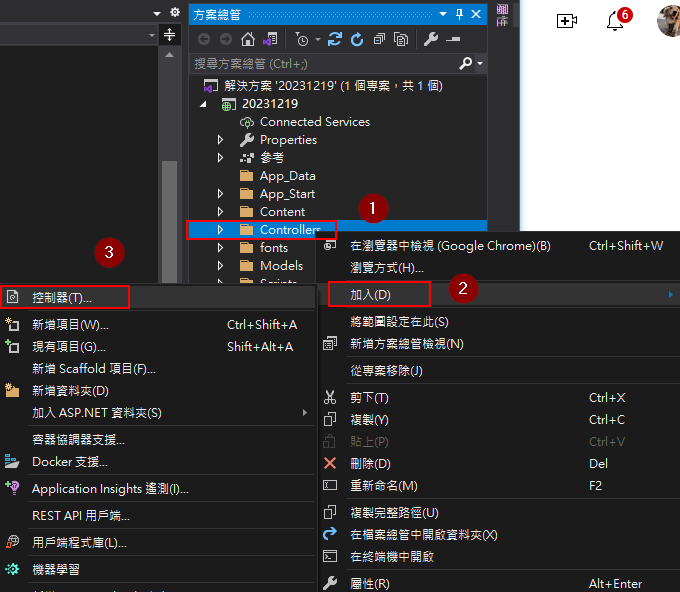 方案總管
6
搜尋方案總管 (Ctrl+;)
解決方案 '20231219' (1 個專案，共 1 個)
20231219
Connected Services
Properties
參考
App_Data
App_Start
Content
1
Controllers
fonts
Models
3
在瀏覽器中檢視 (Google Chrome)(B) Ctrl+Shift+W
瀏覽方式(H)...
2
加入(D)
將範圍設定在此(S)
新增方案總管檢視(N)
從專案移除(J)
剪下(T) Ctrl+X
複製(Y) Ctrl+C
貼上(P) Ctrl+V
刪除(D) Del
重新命名(M) F2
複製完整路徑(U)
在檔案總管中開啟資料夾(X)
在終端機中開啟
屬性(R) Alt+Enter
控制器(T)...
新增項目(W)... Ctrl+Shift+A
現有項目(G)... Shift+Alt+A
新增 Scaffold 項目(F)...
新增資料夾(D)
加入 ASP.NET 資料夾(S)
容器協調器支援...
Docker 支援...
Application Insights 遙測(I)...
REST API 用戶端...
用戶端程式庫(L)...
機器學習